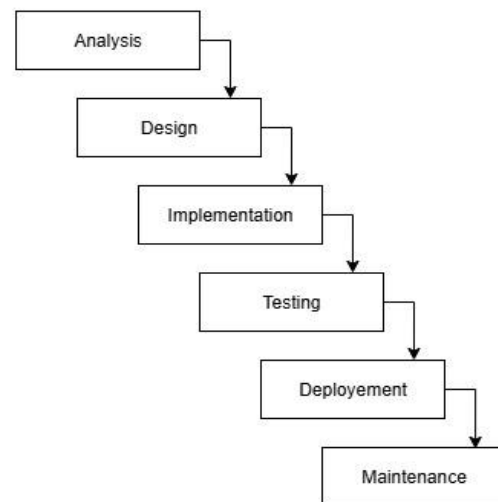 Analysis
Design
Implementation
Testing
Deployement
Maintenance